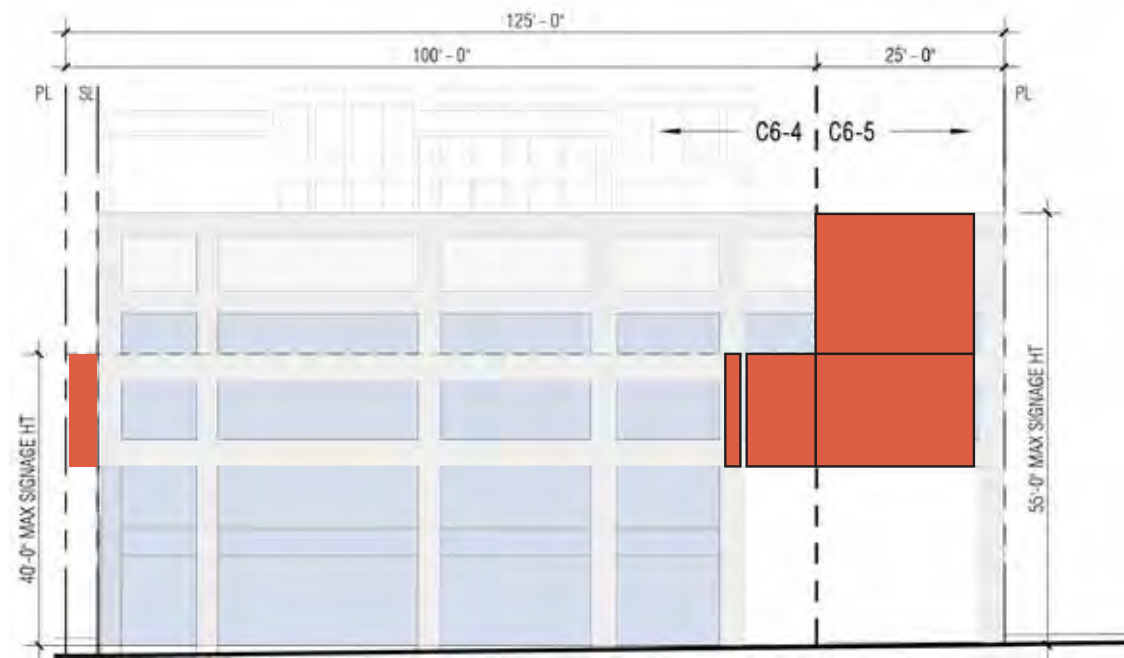 125' - 0"
100' - 0"
25' - 0"
PL
SL
PL
C6-4
C6-5
40'-0" MAX SIGNAGE HT
55'-0" MAX SIGNAGE HT